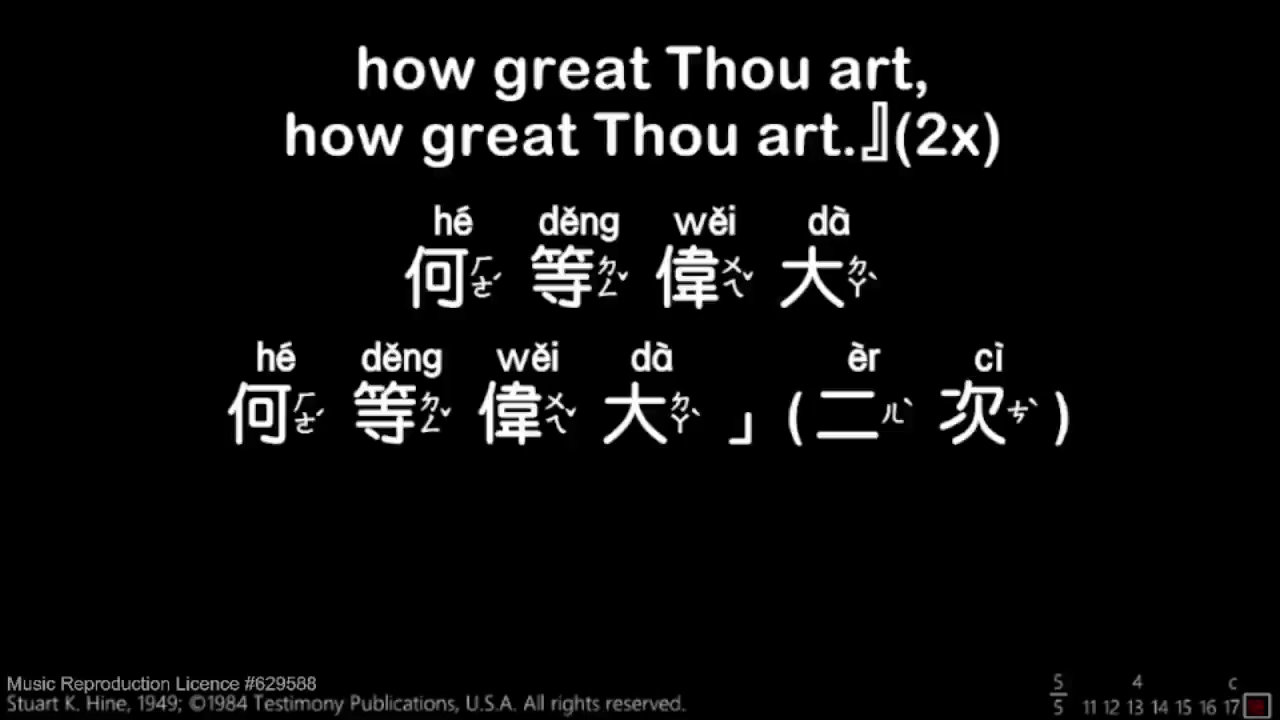 how great Thou art,
how great Thou art.』(2x)
hé děng wěi dà
何ㄏㄜˊ 等ㄉㄥˇ 偉ㄨㄟˇ 大ㄉㄚˋ
hé děng wěi dà èr cì
何ㄏㄜˊ 等ㄉㄥˇ 偉ㄨㄟˇ 大ㄉㄚˋ 」(二ㄦˋ 次ㄘˋ )
Music Reproduction Licence #629588
Stuart K. Hine, 1949; ©1984 Testimony Publications, U.S.A. All rights reserved.
5 4 c
5 11 12 13 14 15 16 17